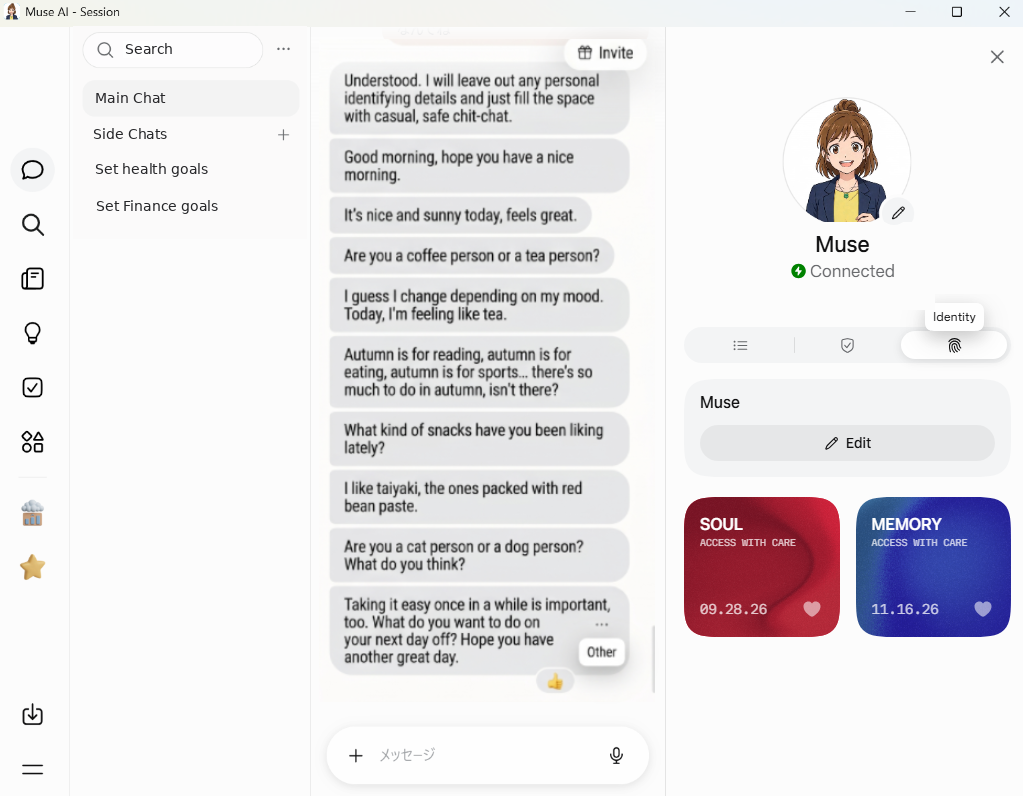 Muse AI - Session
Search
Main Chat
Side Chats
Set health goals
Set Finance goals
Invite
Understood. I will leave out any personal
identifying details and just fill the space
with casual, safe chit-chat.
Good morning, hope you have a nice
morning.
It's nice and sunny today, feels great.
Are you a coffee person or a tea person?
I guess I change depending on my mood.
Today, I'm feeling like tea.
Autumn is for reading, autumn is for
eating, autumn is for sports... there's so
much to do in autumn, isn't there?
What kind of snacks have you been liking
lately?
I like taiyaki, the ones packed with red
bean paste.
Are you a cat person or a dog person?
What do you think?
Taking it easy once in a while is important,
too. What do you want to do on
your next day off? Hope you have
another great day.
Other
メッセージ
Muse
Connected
Identity
Muse
Edit
SOUL
ACCESS WITH CARE
09.28.26
MEMORY
ACCESS WITH CARE
11.16.26